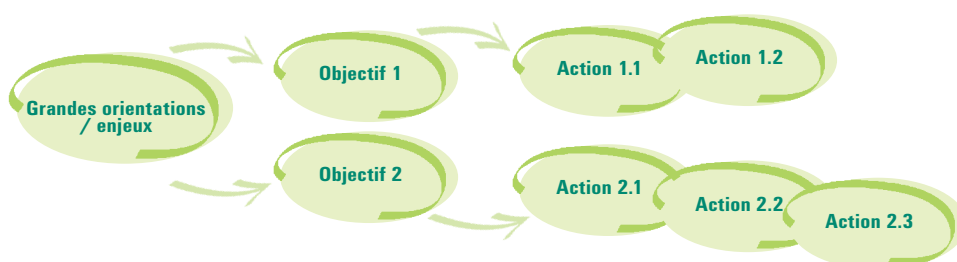 Grandes orientations
/ enjeux
Objectif 1
Action 1.1
Action 1.2
Objectif 2
Action 2.1
Action 2.2
Action 2.3